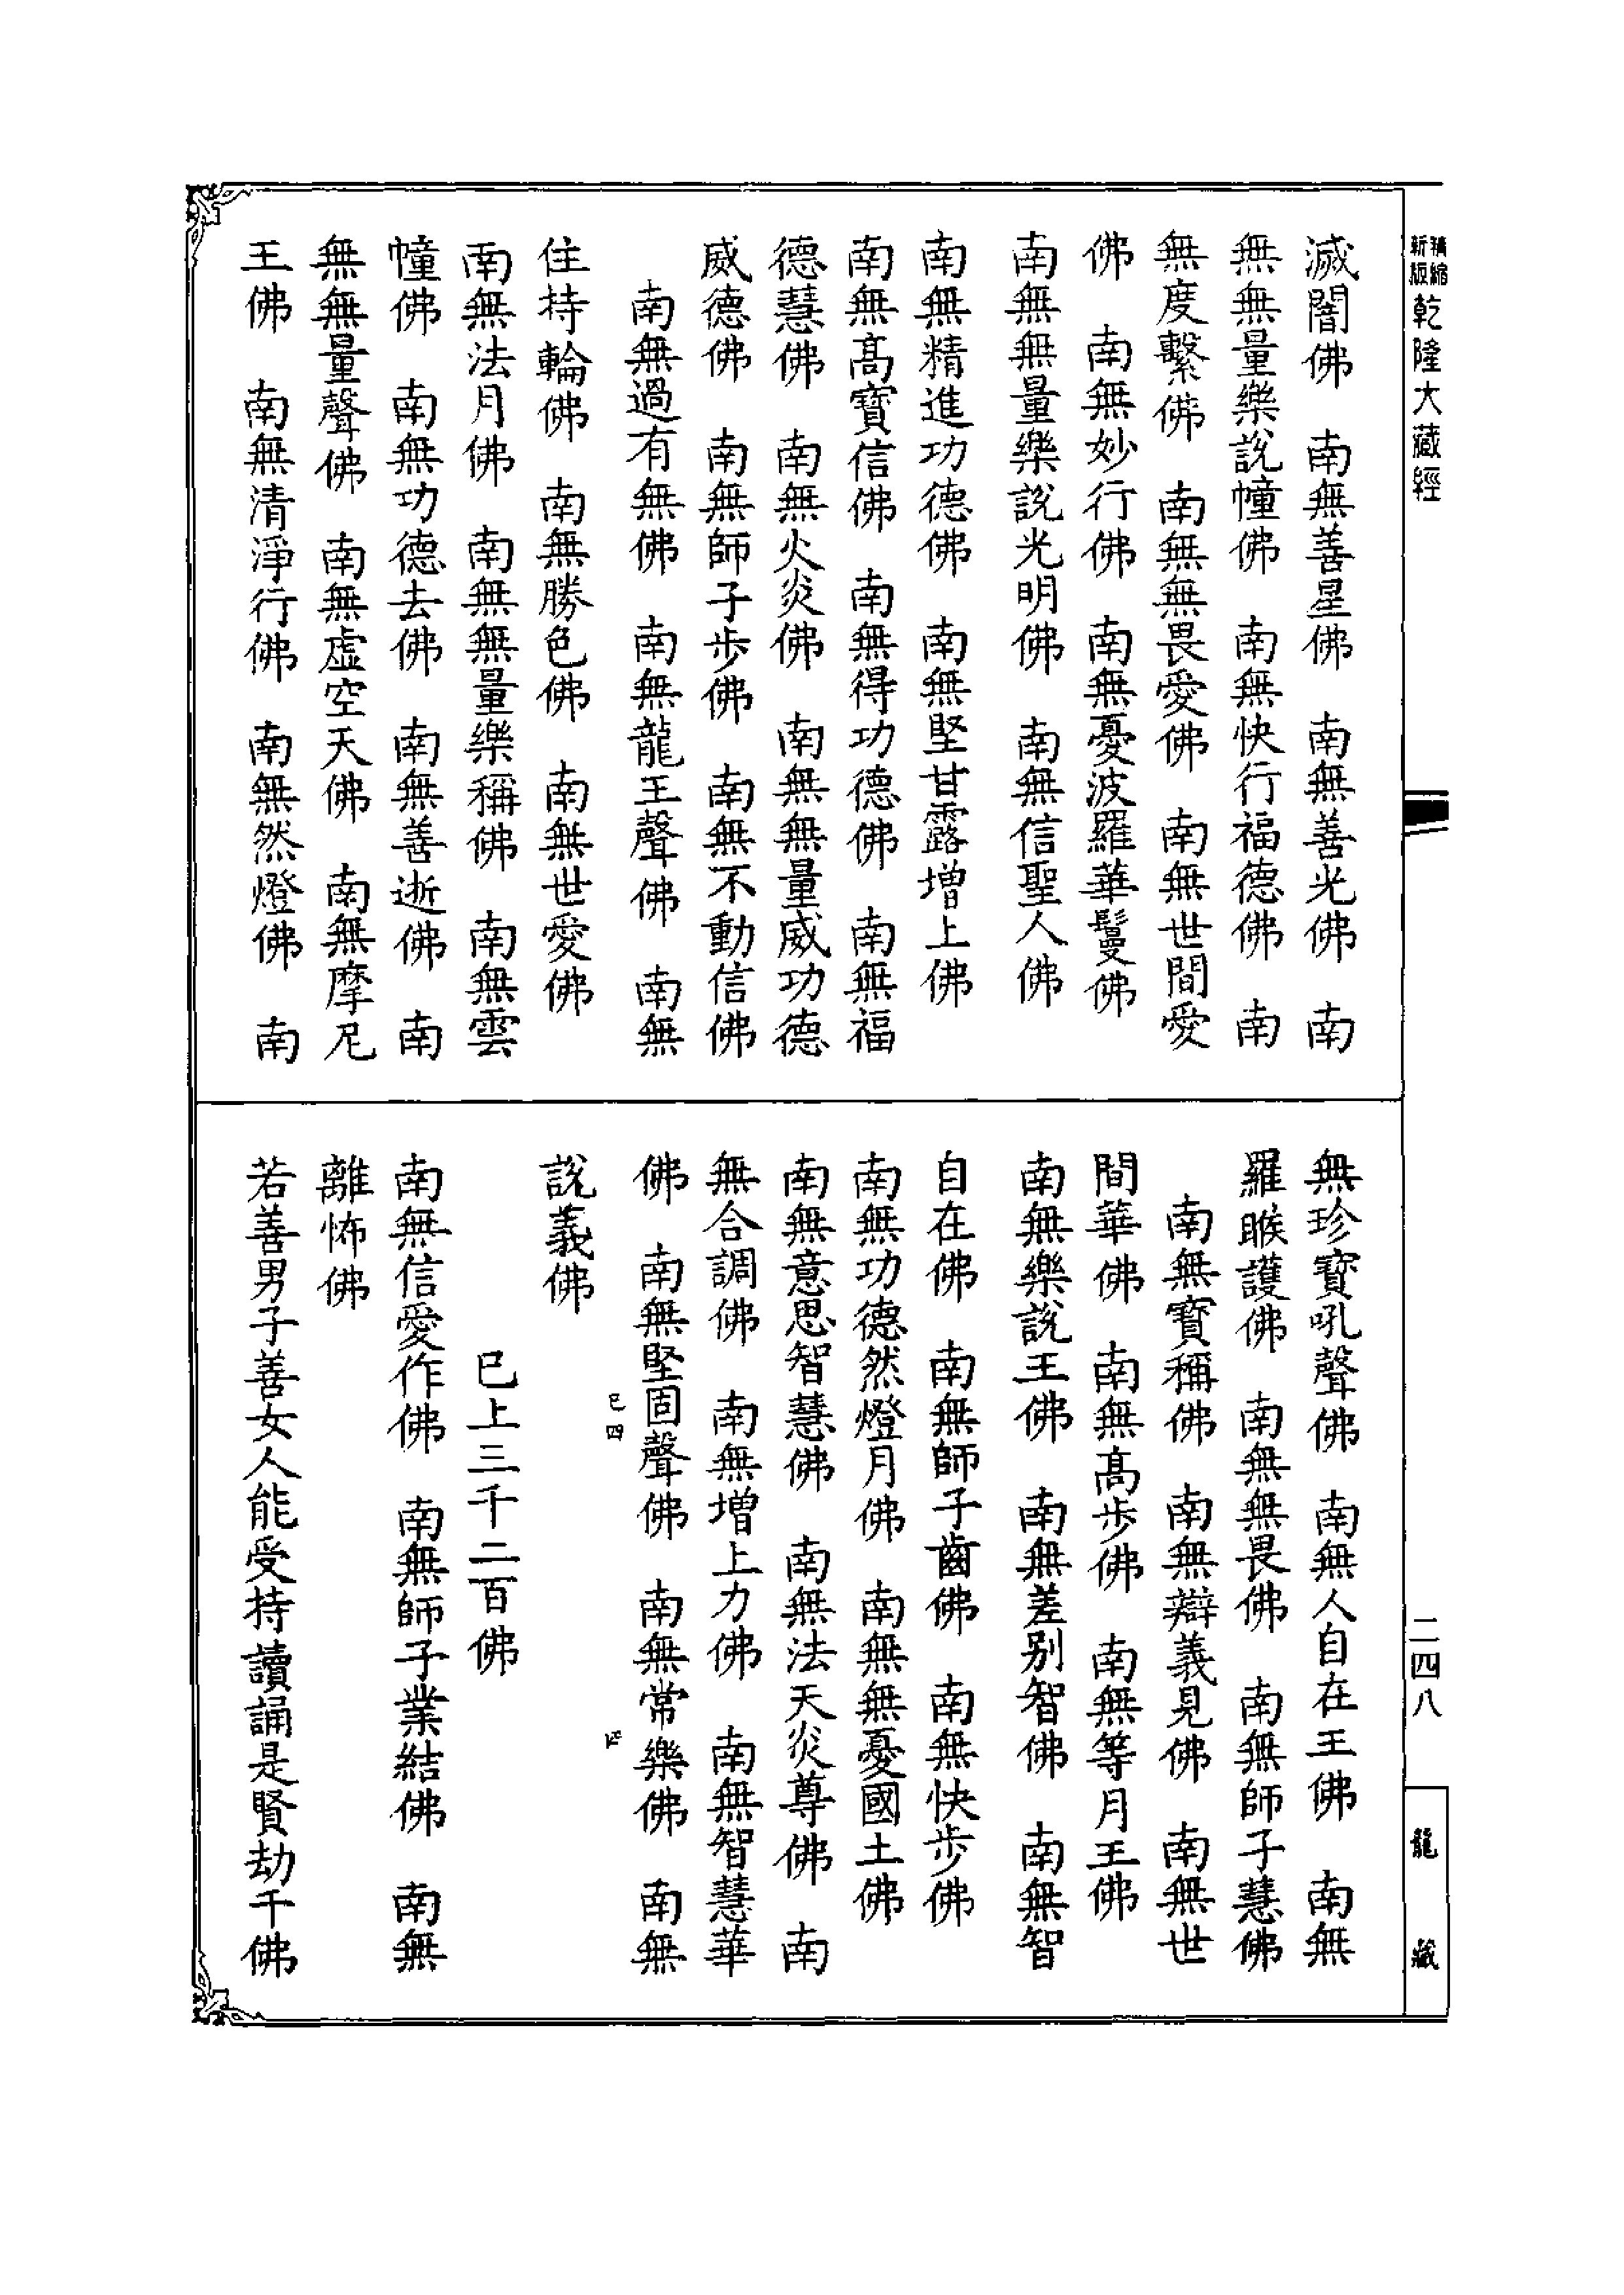 精縮新版乾隆大藏經
滅闇佛　南無善星佛　南無善光佛　南
無無量樂說幢佛　南無快行福德佛　南
無度繫佛　南無無畏愛佛　南無世間愛
佛　南無妙行佛　南無憂波羅華鬘佛
南無無量樂說光明佛　南無信聖人佛
南無精進功德佛　南無堅甘露增上佛
南無髙寶信佛　南無得功德佛　南無福
德慧佛　南無火炎佛　南無無量威功德
威德佛　南無師子步佛　南無不動信佛
　南無過有無佛　南無龍王聲佛　南無
住持輪佛　南無勝色佛　南無世愛佛
南無法月佛　南無無量樂稱佛　南無雲
幢佛　南無功德去佛　南無善逝佛　南
無無量聲佛　南無虛空天佛　南無摩尼
王佛　南無清淨行佛　南無然燈佛　南
無珍寶吼聲佛　南無人自在王佛　南無
羅睺護佛　南無無畏佛　南無師子慧佛
　南無寶稱佛　南無辯義見佛　南無世
間華佛　南無髙步佛　南無等月王佛
南無樂說王佛　南無差别智佛　南無智
自在佛　南無師子齒佛　南無快步佛
南無功德然燈月佛　南無無憂國土佛
南無意思智慧佛　南無法天炎尊佛　南
無合調佛　南無增上力佛　南無智慧華
佛　南無堅固聲佛　南無常樂佛　南無
說義佛
已上三千二百佛
南無信愛作佛　南無師子業結佛　南無
離怖佛
若善男子善女人能受持讀誦是賢劫千佛
二四八
龍藏